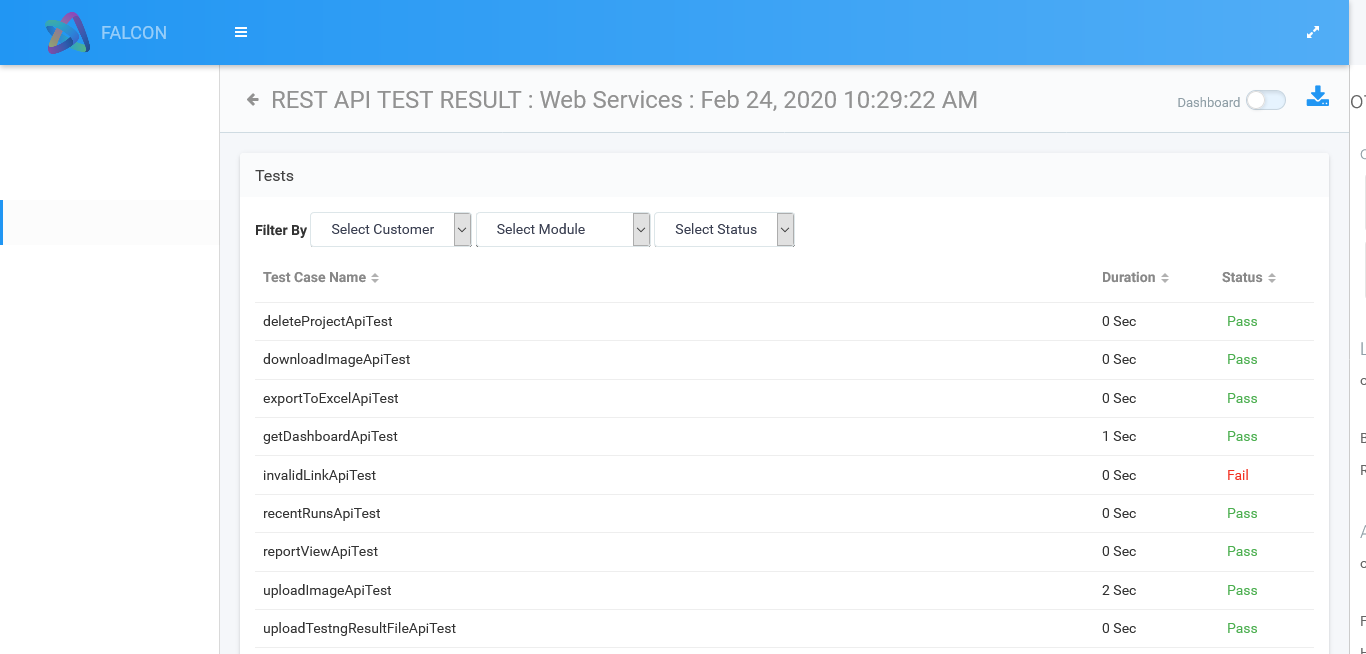 FALCON
REST API TEST RESULT : Web Services : Feb 24, 2020 10:29:22 AM
Dashboard
Tests
Filter By Select Customer Select Module Select Status
Test Case Name Duration Status
deleteProjectApiTest 0 Sec Pass
downloadImageApiTest 0 Sec Pass
exportToExcelApiTest 0 Sec Pass
getDashboardApiTest 1 Sec Pass
invalidLinkApiTest 0 Sec Fail
recentRunsApiTest 0 Sec Pass
reportViewApiTest 0 Sec Pass
uploadImageApiTest 2 Sec Pass
uploadTestngResultFileApiTest 0 Sec Pass